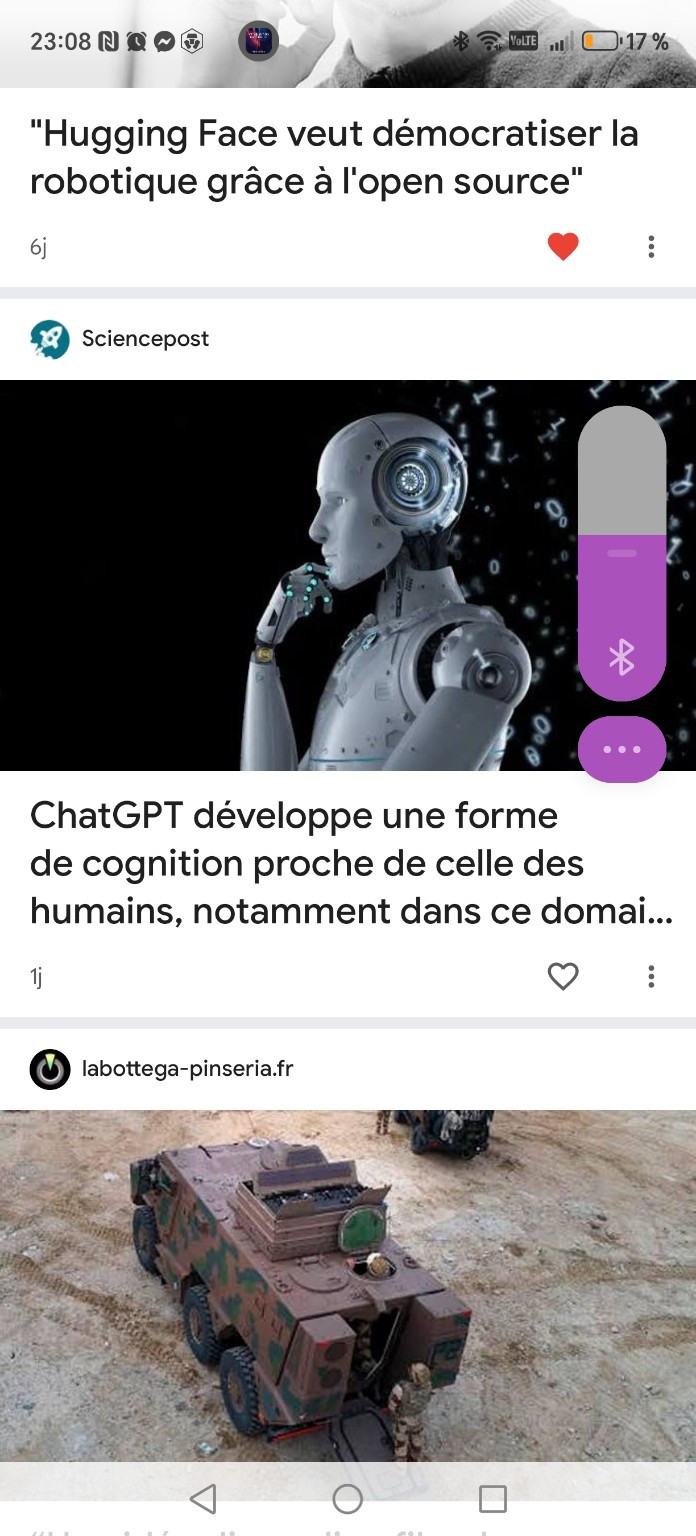 23:08 VoLTE 17 %
"Hugging Face veut démocratiser la
robotique grâce à l'open source"
6j
Sciencepost
ChatGPT développe une forme
de cognition proche de celle des
humains, notamment dans ce domai...
1j
labottega-pinseria.fr